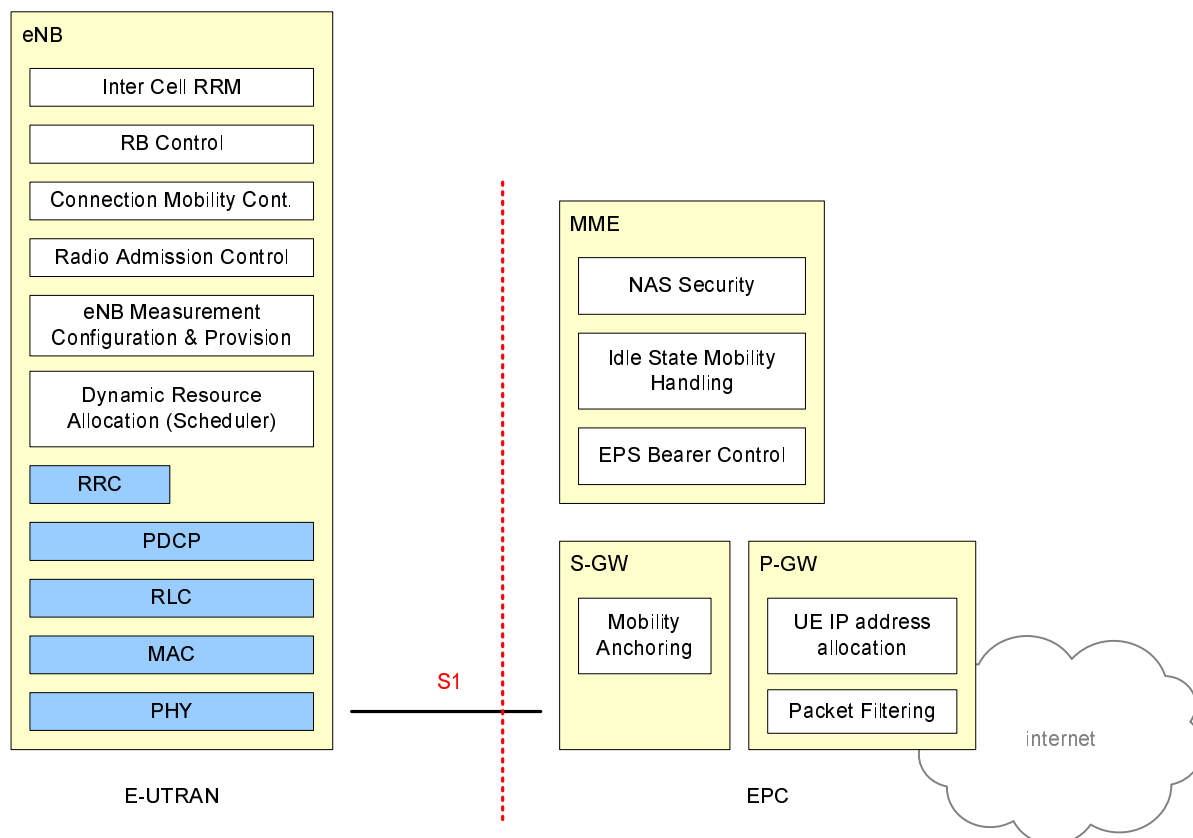 eNB
Inter Cell RRM
RB Control
Connection Mobility Cont.
Radio Admission Control
eNB Measurement
Configuration & Provision
Dynamic Resource
Allocation (Scheduler)
RRC
PDCP
RLC
MAC
PHY
S1
MME
NAS Security
Idle State Mobility
Handling
EPS Bearer Control
S-GW
Mobility
Anchoring
P-GW
UE IP address
allocation
Packet Filtering
internet
E-UTRAN
EPC